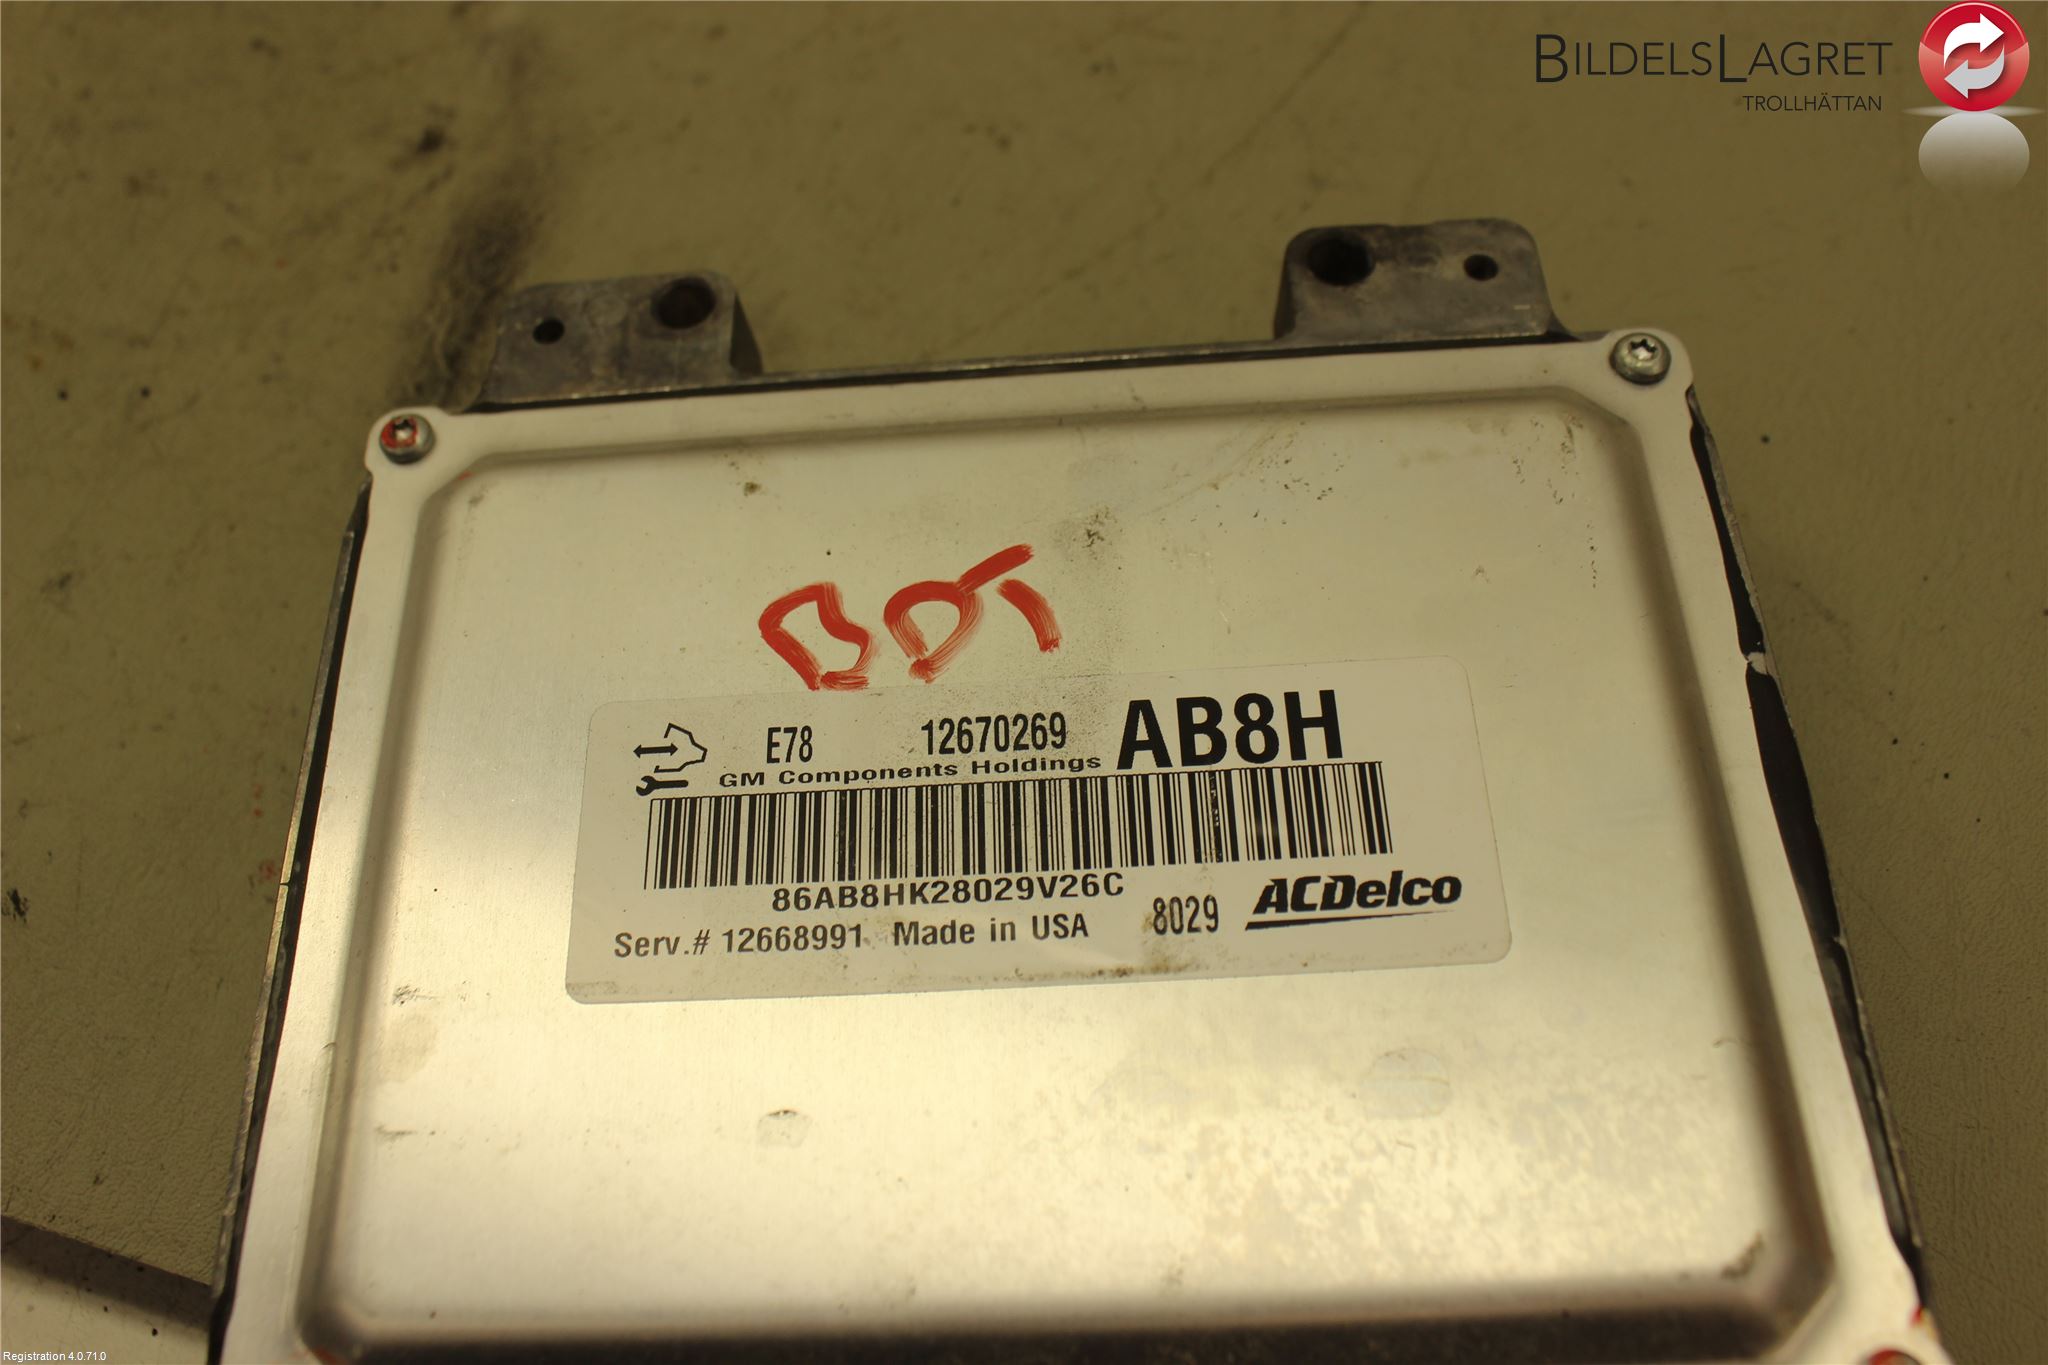 BILDELSLAGRET
TROLLHÄTTAN
E78 12670269 AB8H
GM Components Holdings
86AB8HK28029V26C
Serv.# 12668991 Made in USA 8029 ACDelco
Registration 4.0.71.0